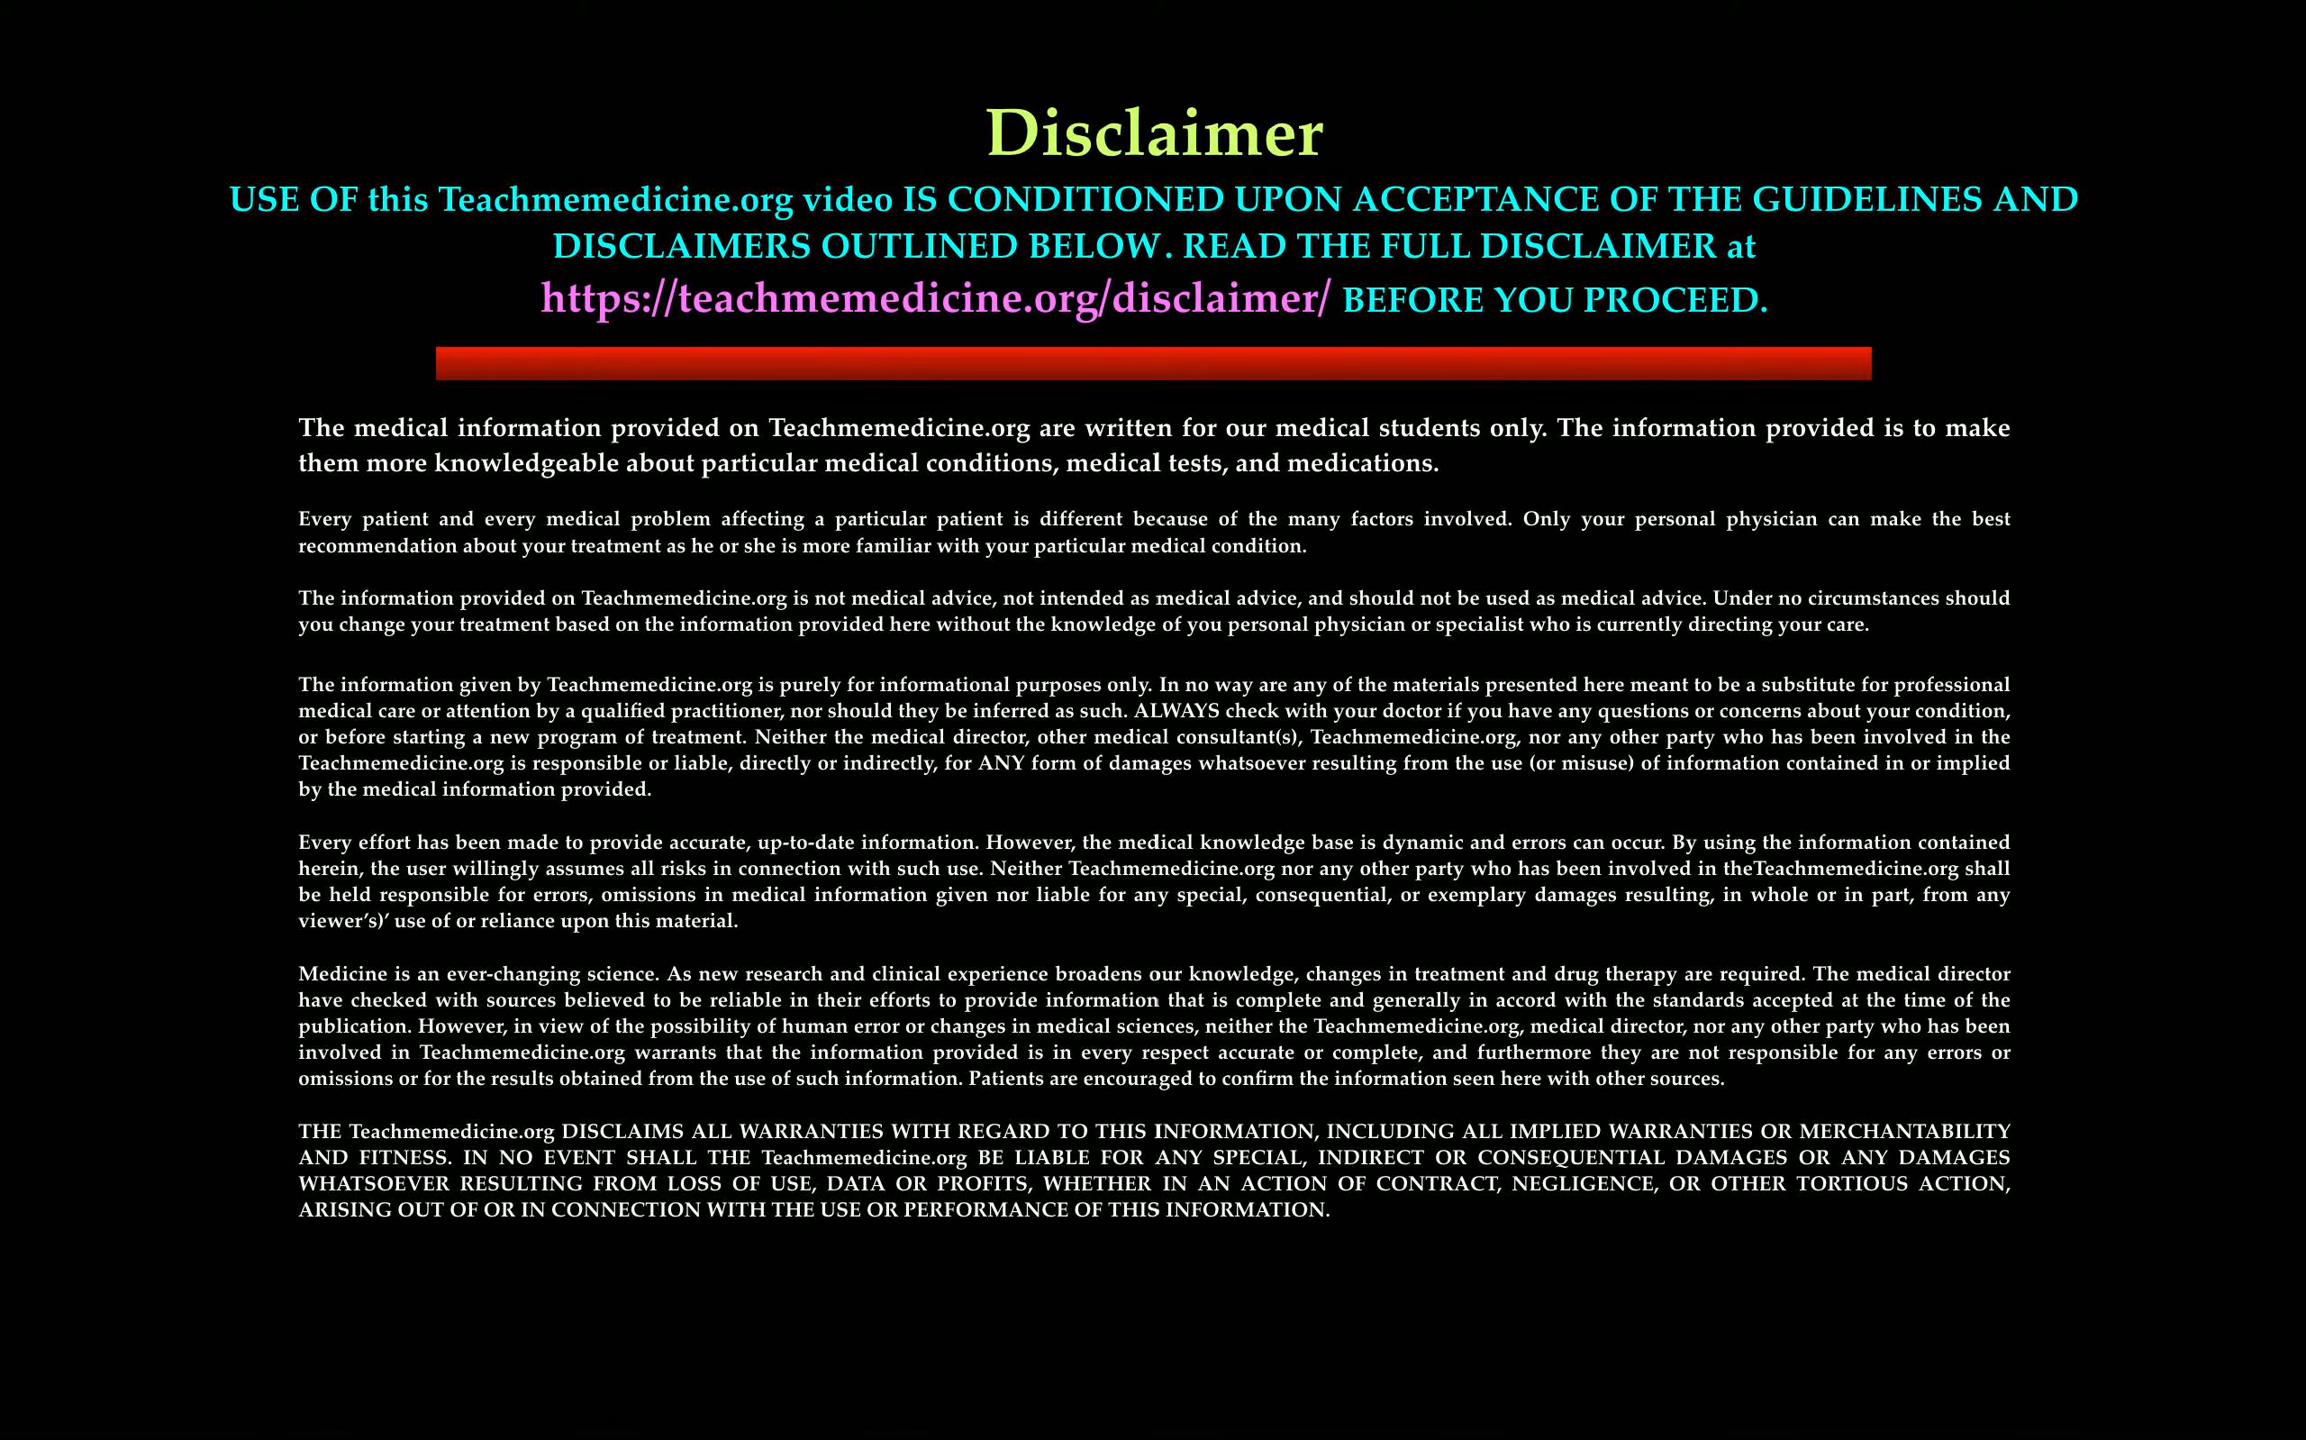 Disclaimer
USE OF this Teachmemedicine.org video IS CONDITIONED UPON ACCEPTANCE OF THE GUIDELINES AND
DISCLAIMERS OUTLINED BELOW. READ THE FULL DISCLAIMER at
https://teachmemedicine.org/disclaimer/ BEFORE YOU PROCEED.
The medical information provided on Teachmemedicine.org are written for our medical students only. The information provided is to make
them more knowledgeable about particular medical conditions, medical tests, and medications.
Every patient and every medical problem affecting a particular patient is different because of the many factors involved. Only your personal physician can make the best
recommendation about your treatment as he or she is more familiar with your particular medical condition.
The information provided on Teachmemedicine.org is not medical advice, not intended as medical advice, and should not be used as medical advice. Under no circumstances should
you change your treatment based on the information provided here without the knowledge of you personal physician or specialist who is currently directing your care.
The information given by Teachmemedicine.org is purely for informational purposes only. In no way are any of the materials presented here meant to be a substitute for professional
medical care or attention by a qualified practitioner, nor should they be inferred as such. ALWAYS check with your doctor if you have any questions or concerns about your condition,
or before starting a new program of treatment. Neither the medical director, other medical consultant(s), Teachmemedicine.org, nor any other party who has been involved in the
Teachmemedicine.org is responsible or liable, directly or indirectly, for ANY form of damages whatsoever resulting from the use (or misuse) of information contained in or implied
by the medical information provided.
Every effort has been made to provide accurate, up-to-date information. However, the medical knowledge base is dynamic and errors can occur. By using the information contained
herein, the user willingly assumes all risks in connection with such use. Neither Teachmemedicine.org nor any other party who has been involved in theTeachmemedicine.org shall
be held responsible for errors, omissions in medical information given nor liable for any special, consequential, or exemplary damages resulting, in whole or in part, from any
viewer’s)’ use of or reliance upon this material.
Medicine is an ever-changing science. As new research and clinical experience broadens our knowledge, changes in treatment and drug therapy are required. The medical director
have checked with sources believed to be reliable in their efforts to provide information that is complete and generally in accord with the standards accepted at the time of the
publication. However, in view of the possibility of human error or changes in medical sciences, neither the Teachmemedicine.org, medical director, nor any other party who has been
involved in Teachmemedicine.org warrants that the information provided is in every respect accurate or complete, and furthermore they are not responsible for any errors or
omissions or for the results obtained from the use of such information. Patients are encouraged to confirm the information seen here with other sources.
THE Teachmemedicine.org DISCLAIMS ALL WARRANTIES WITH REGARD TO THIS INFORMATION, INCLUDING ALL IMPLIED WARRANTIES OR MERCHANTABILITY
AND FITNESS. IN NO EVENT SHALL THE Teachmemedicine.org BE LIABLE FOR ANY SPECIAL, INDIRECT OR CONSEQUENTIAL DAMAGES OR ANY DAMAGES
WHATSOEVER RESULTING FROM LOSS OF USE, DATA OR PROFITS, WHETHER IN AN ACTION OF CONTRACT, NEGLIGENCE, OR OTHER TORTIOUS ACTION,
ARISING OUT OF OR IN CONNECTION WITH THE USE OR PERFORMANCE OF THIS INFORMATION.